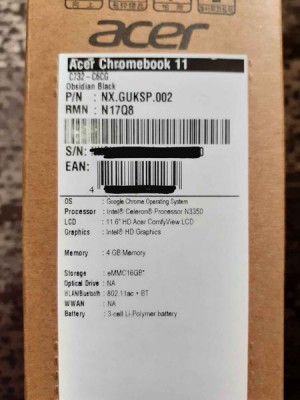 acer
Acer Chromebook 11
C732-C6CG
Obsidian Black
P/N : NX.GUKSP.002
RMN : N17Q8
S/N:
EAN:
4
OS : Google Chrome Operating System
Processor : Intel® Celeron® Processor N3350
LCD : 11.6" HD Acer ComfyView LCD
Graphics : Intel® HD Graphics
Memory : 4 GB Memory
Storage : eMMC16GB*
Optical Drive : NA
WLAN/Bluetooth : 802.11ac + BT
WWAN : NA
Battery : 3-cell Li-Polymer battery